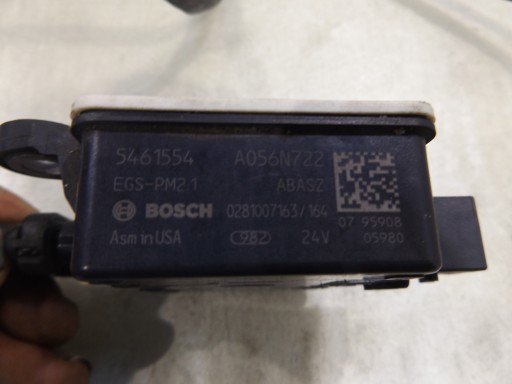 5461554 A056N722
EGS-PM2.1 ABASZ
BOSCH 0281007163/164 07 95908
Asm in USA 982 24V 05980